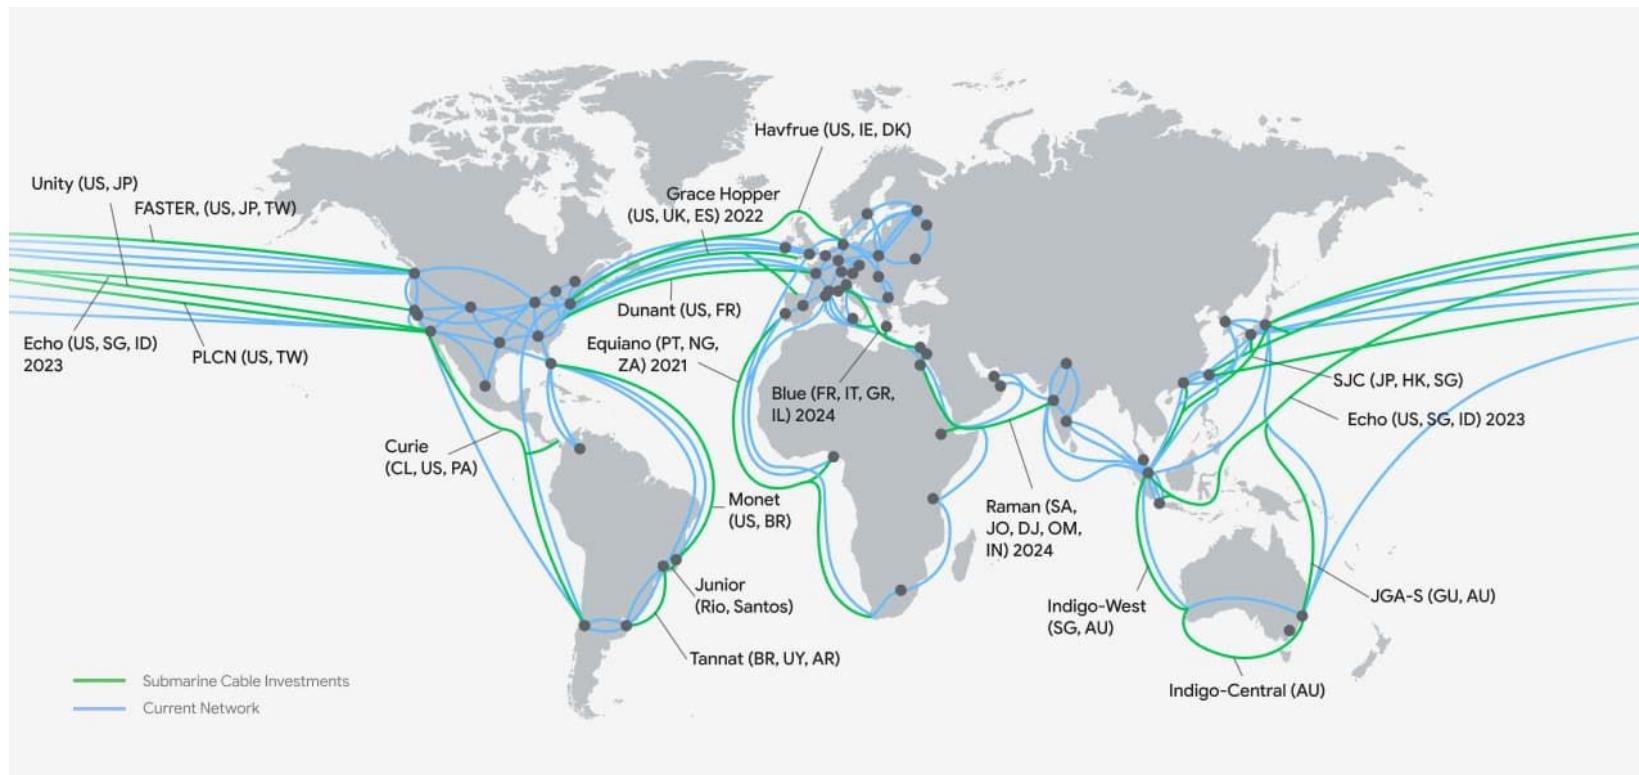 Havfrue (US, IE, DK)
Unity (US, JP)
FASTER, (US, JP, TW)
Grace Hopper
(US, UK, ES) 2022
Echo (US, SG, ID)
2023
PLCN (US, TW)
Dunant (US, FR)
Equiano (PT, NG,
ZA) 2021
Blue (FR, IT, GR,
IL) 2024
SJC (JP, HK, SG)
Echo (US, SG, ID) 2023
Curie
(CL, US, PA)
Monet
(US, BR)
Raman (SA,
JO, DJ, OM,
IN) 2024
Junior
(Rio, Santos)
Indigo-West
(SG, AU)
JGA-S (GU, AU)
Tannat (BR, UY, AR)
Indigo-Central (AU)
Submarine Cable Investments
Current Network